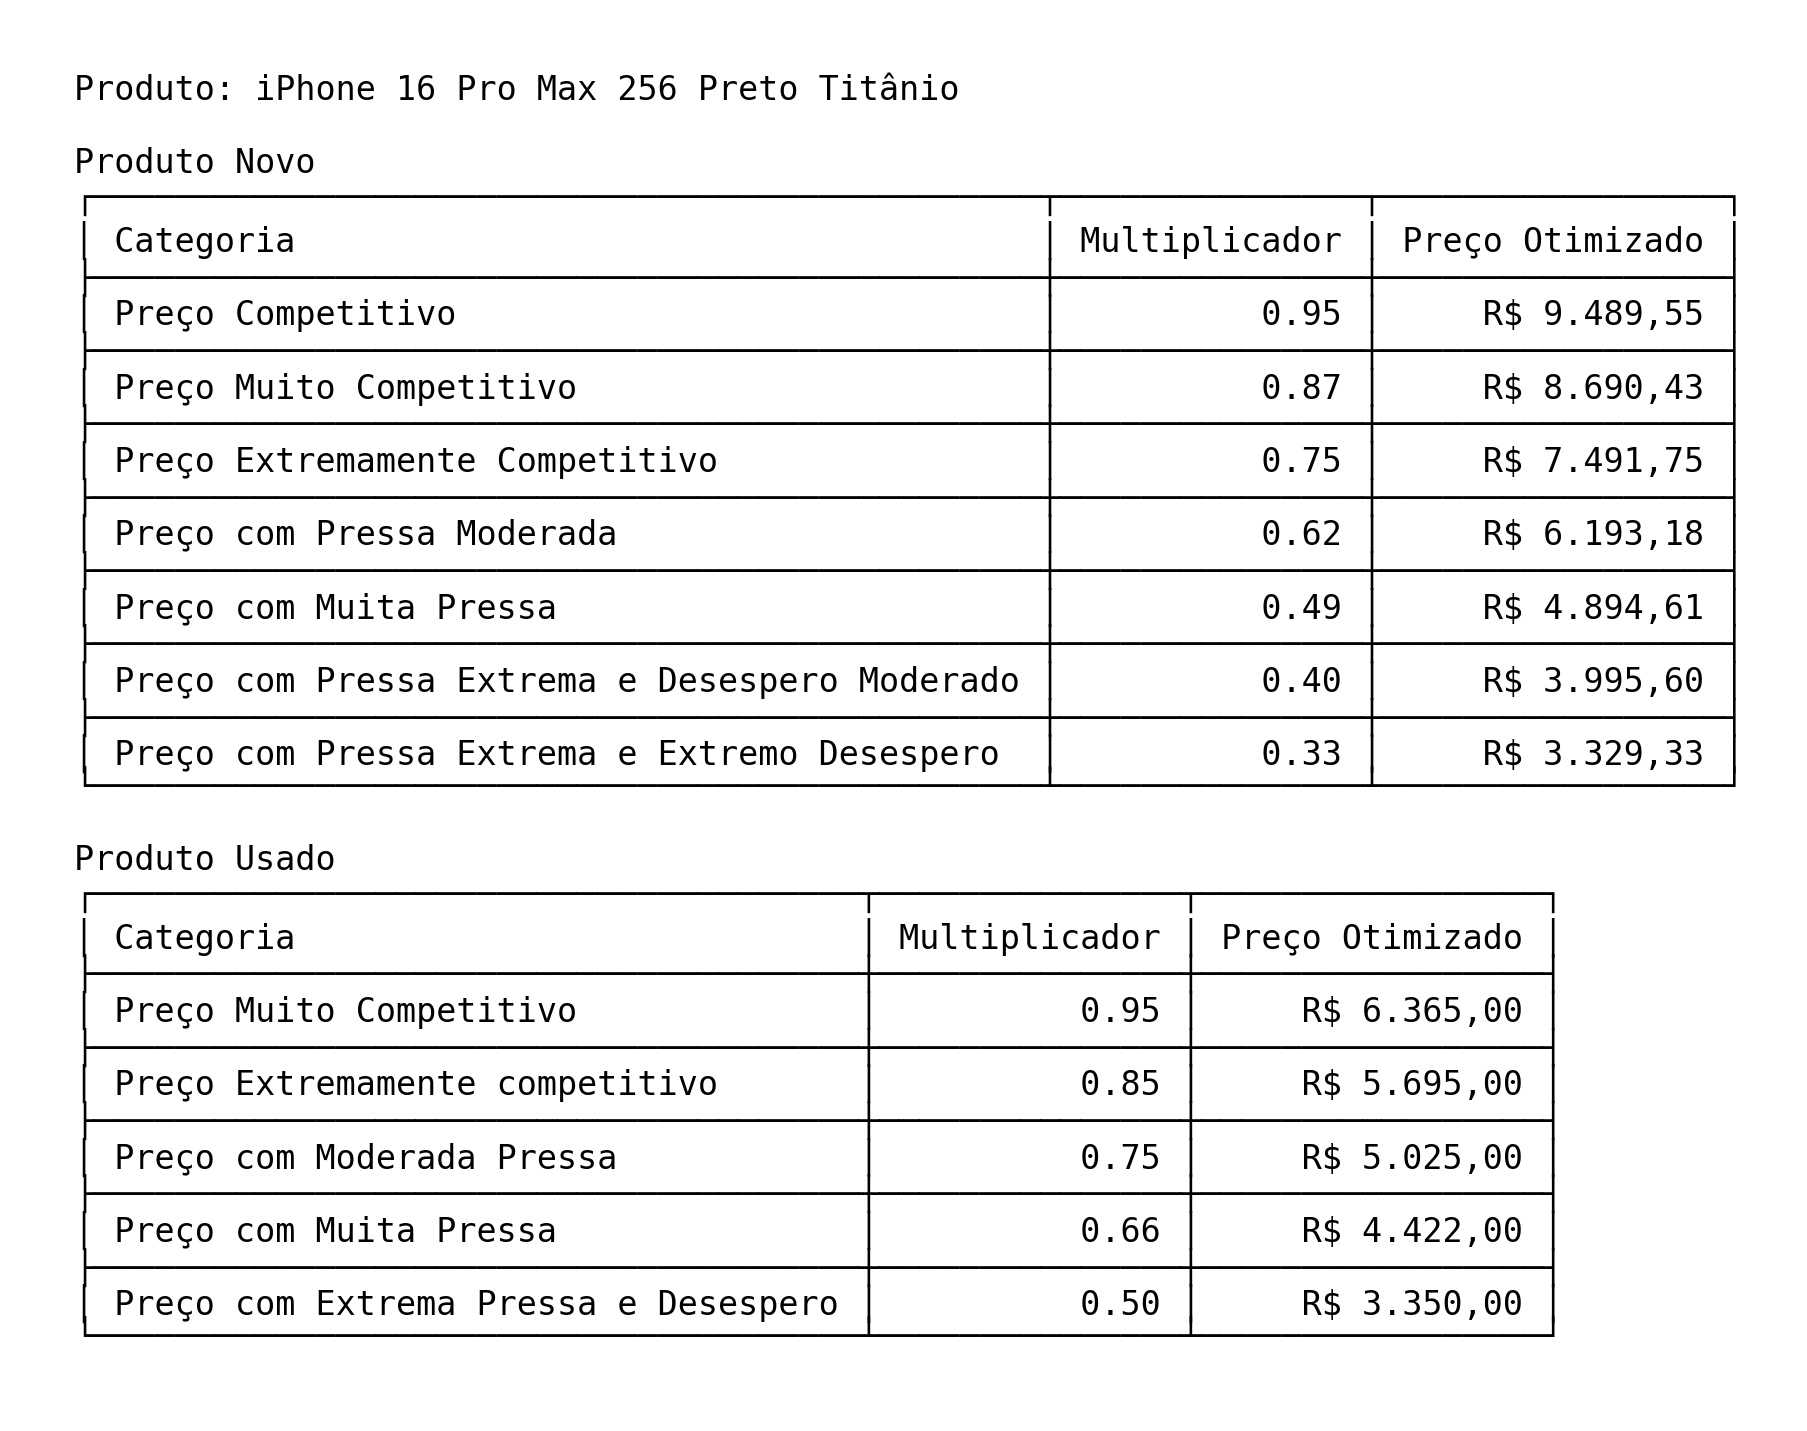 Produto: iPhone 16 Pro Max 256 Preto Titânio
Produto Novo
Categoria Multiplicador Preço Otimizado
Preço Competitivo 0.95 R$ 9.489,55
Preço Muito Competitivo 0.87 R$ 8.690,43
Preço Extremamente Competitivo 0.75 R$ 7.491,75
Preço com Pressa Moderada 0.62 R$ 6.193,18
Preço com Muita Pressa 0.49 R$ 4.894,61
Preço com Pressa Extrema e Desespero Moderado 0.40 R$ 3.995,60
Preço com Pressa Extrema e Extremo Desespero 0.33 R$ 3.329,33
Produto Usado
Categoria Multiplicador Preço Otimizado
Preço Muito Competitivo 0.95 R$ 6.365,00
Preço Extremamente competitivo 0.85 R$ 5.695,00
Preço com Moderada Pressa 0.75 R$ 5.025,00
Preço com Muita Pressa 0.66 R$ 4.422,00
Preço com Extrema Pressa e Desespero 0.50 R$ 3.350,00